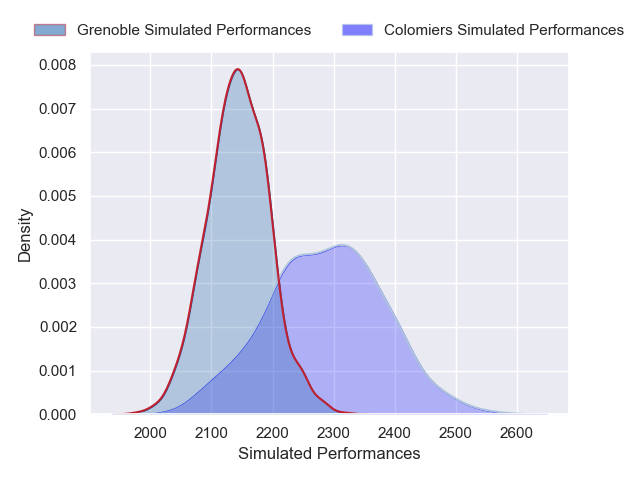 Grenoble Simulated Performances Colomiers Simulated Performances
0.008
0.007
0.006
0.005
0.004
0.003
0.002
0.001
0.000
Density
2000 2100 2200 2300 2400 2500 2600
Simulated Performances